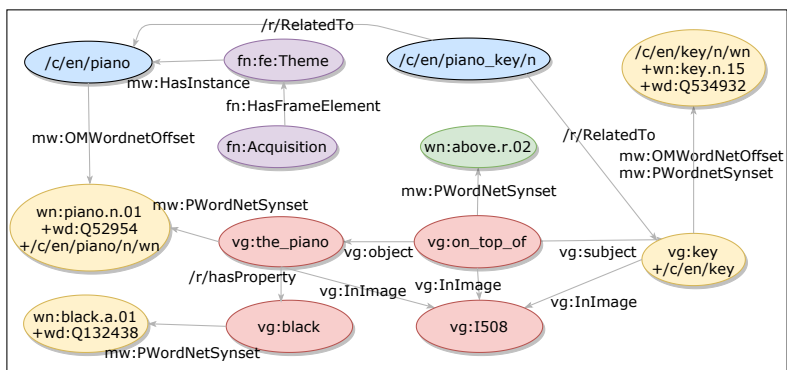 /r/RelatedTo
/c/en/piano
fn:fe:Theme
/c/en/piano_key/n
/c/en/key/n/wn
+wn:key.n.15
+wd:Q534932
mw:HasInstance
fn:HasFrameElement
mw:OMWordnetOffset
fn:Acquisition
wn:above.r.02
/r/RelatedTo
mw:OMWordNetOffset
mw:PWordnetSynset
mw:PWordNetSynset
mw:PWordNetSynset
wn:piano.n.01
+wd:Q52954
+/c/en/piano/n/wn
vg:the_piano
vg:object
vg:on_top_of
vg:subject
vg:key
+/c/en/key
/r/hasProperty
vg:InImage
vg:InImage
vg:InImage
wn:black.a.01
+wd:Q132438
vg:black
vg:I508
mw:PWordNetSynset